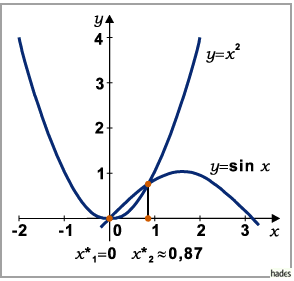 y
4
y=x²
3
2
y=sin x
1
-2 -1 0 1 2 3 x
x*₁=0 x*₂≈0,87
hades